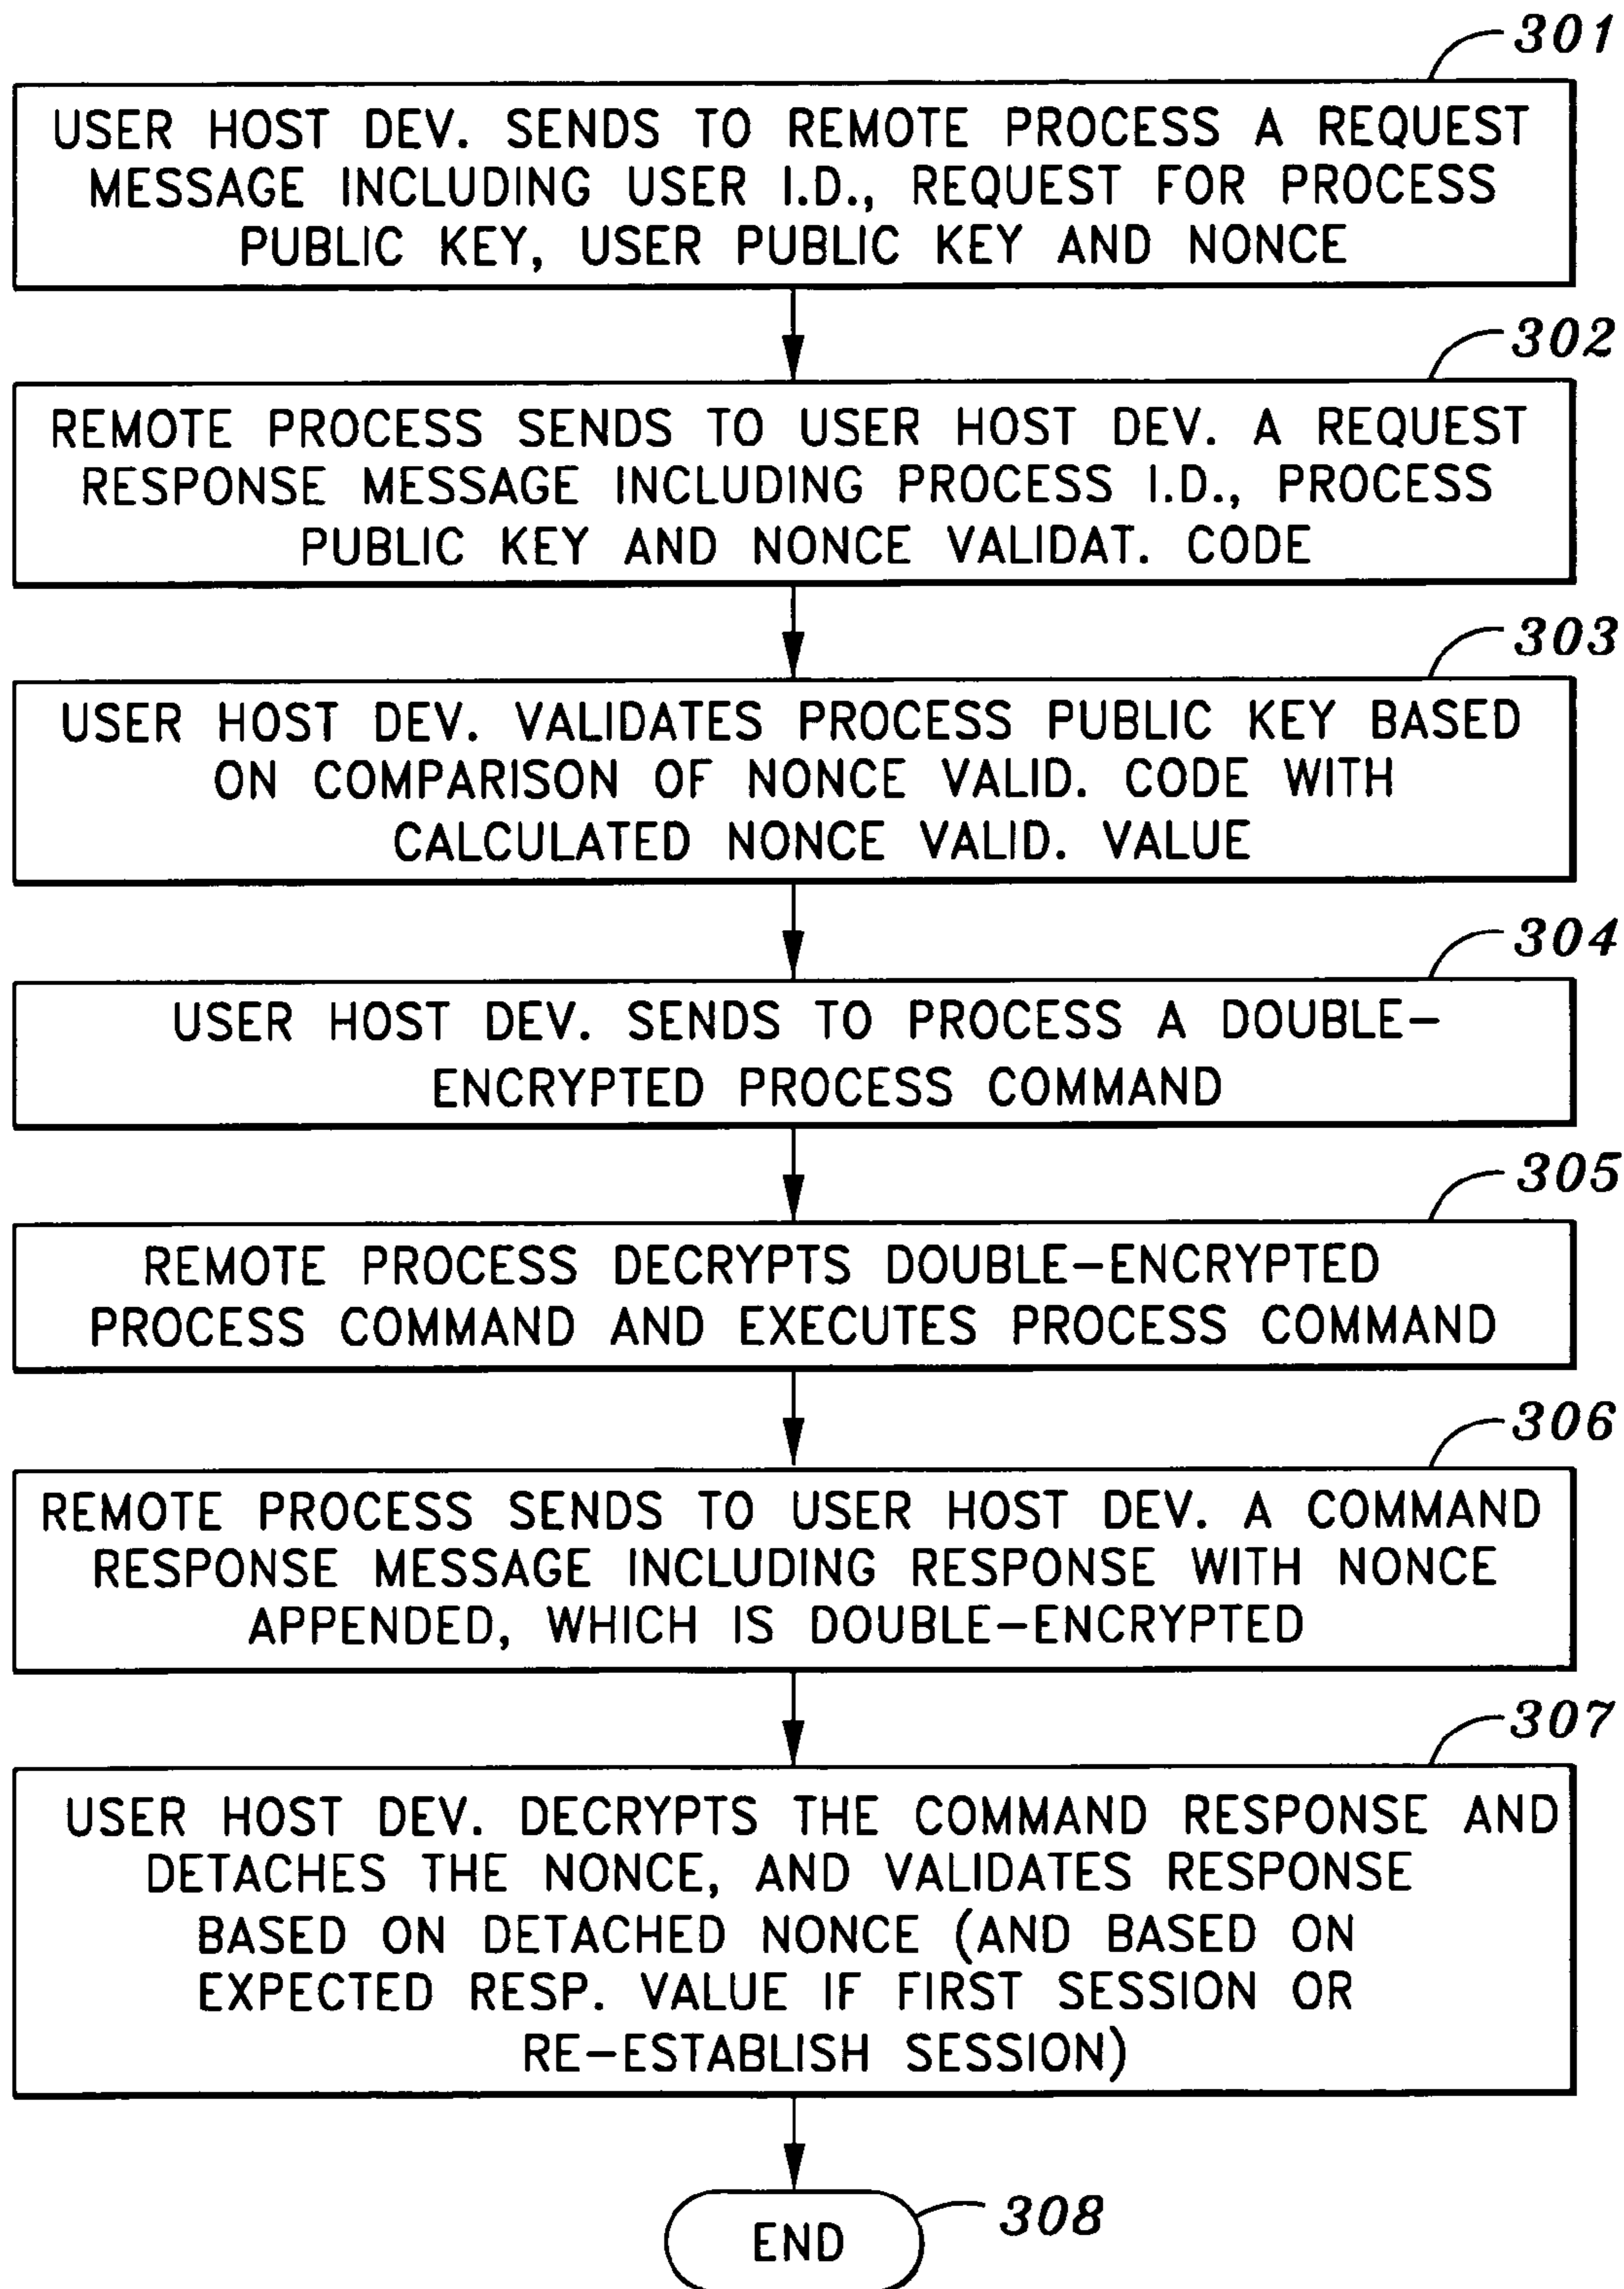 301
USER HOST DEV. SENDS TO REMOTE PROCESS A REQUEST
MESSAGE INCLUDING USER I.D., REQUEST FOR PROCESS
PUBLIC KEY, USER PUBLIC KEY AND NONCE
302
REMOTE PROCESS SENDS TO USER HOST DEV. A REQUEST
RESPONSE MESSAGE INCLUDING PROCESS I.D., PROCESS
PUBLIC KEY AND NONCE VALIDAT. CODE
303
USER HOST DEV. VALIDATES PROCESS PUBLIC KEY BASED
ON COMPARISON OF NONCE VALID. CODE WITH
CALCULATED NONCE VALID. VALUE
304
USER HOST DEV. SENDS TO PROCESS A DOUBLE-
ENCRYPTED PROCESS COMMAND
305
REMOTE PROCESS DECRYPTS DOUBLE-ENCRYPTED
PROCESS COMMAND AND EXECUTES PROCESS COMMAND
306
REMOTE PROCESS SENDS TO USER HOST DEV. A COMMAND
RESPONSE MESSAGE INCLUDING RESPONSE WITH NONCE
APPENDED, WHICH IS DOUBLE-ENCRYPTED
307
USER HOST DEV. DECRYPTS THE COMMAND RESPONSE AND
DETACHES THE NONCE, AND VALIDATES RESPONSE
BASED ON DETACHED NONCE (AND BASED ON
EXPECTED RESP. VALUE IF FIRST SESSION OR
RE-ESTABLISH SESSION)
END
308